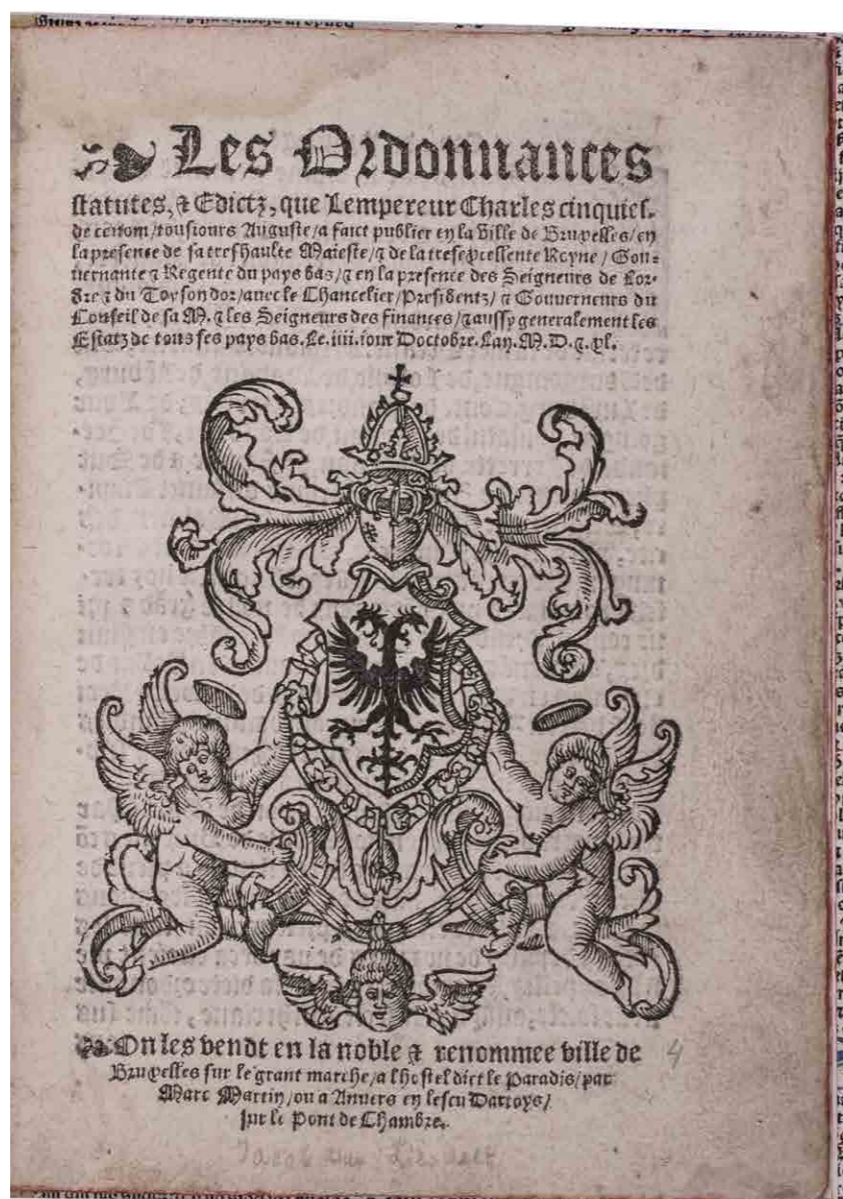 Les Ordonnances
statutes, & Edictz, que Lempereur Charles cinquies-
me de ce nom/tousiours Auguste/a faict publier en la Ville de Bruxelles/en
la presence de sa treshaulte Maieste/& de la tresexcellente Royne/Gou-
uernante & Regente du pays bas/& en la presence des Seigneurs de Lor-
dre & du Toyson dor/auec le Chancelier/Presidentz/& Gouuerneurs du
Conseil de sa M. & les Seigneurs des finances/& aussy generalement les
Estatz de tous ses pays bas. Le .iiii. iour Doctobre. Lan. M. D. & xl.
On les vendt en la noble & renommee ville de
Bruxelles sur le grant marche/a lhostel dict le Paradis/par
Marc Martin/ou a Anuers en lescu Dartoys/
sur le Pont de Chambre.
4